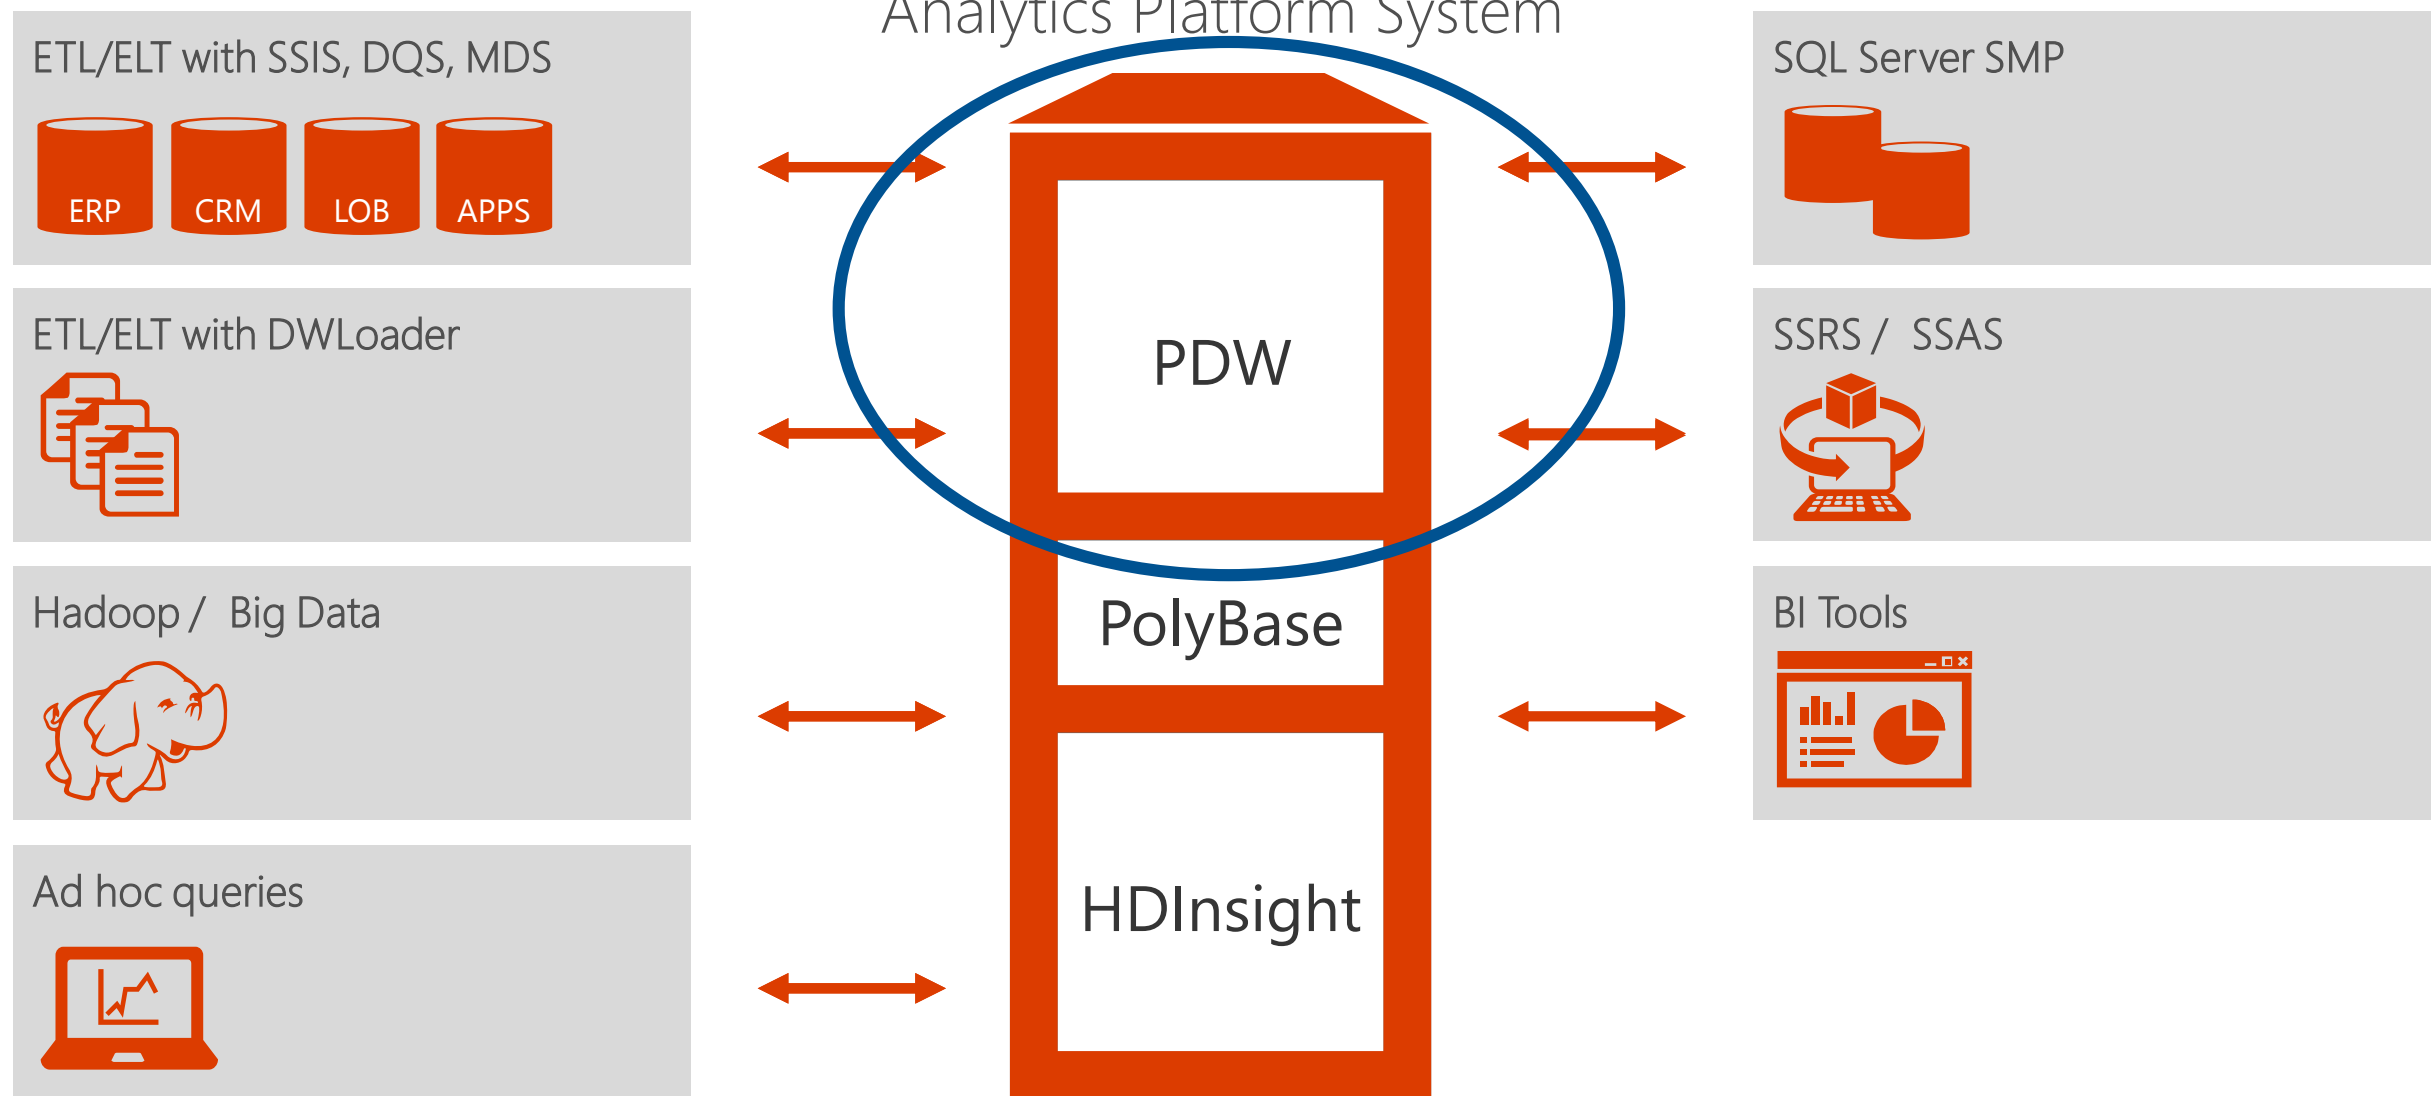 Analytics Platform System
ETL/ELT with SSIS, DQS, MDS
ERP CRM LOB APPS
ETL/ELT with DWLoader
Hadoop / Big Data
Ad hoc queries
PDW
PolyBase
HDInsight
SQL Server SMP
SSRS / SSAS
BI Tools